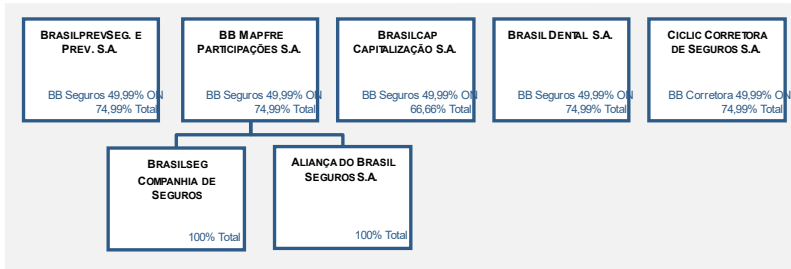 BRASILPREV SEG. E
PREV. S.A.
BB Seguros 49,99% ON
74,99% Total
BB MAPFRE
PARTICIPAÇÕES S.A.
BB Seguros 49,99% ON
74,99% Total
BRASILCAP
CAPITALIZAÇÃO S.A.
BB Seguros 49,99% ON
66,66% Total
BRASIL DENTAL S.A.
BB Seguros 49,99% ON
74,99% Total
CICLIC CORRETORA
DE SEGUROS S.A.
BB Corretora 49,99% ON
74,99% Total
BRASILSEG
COMPANHIA DE
SEGUROS
100% Total
ALIANÇA DO BRASIL
SEGUROS S.A.
100% Total